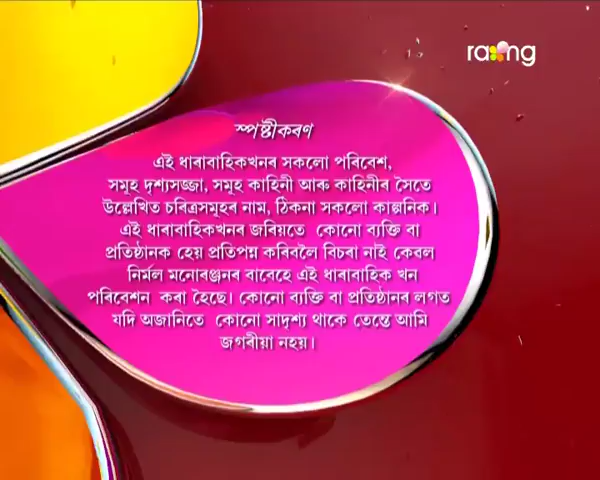 rang
স্পষ্টীকৰণ
এই ধাৰাবাহিকখনৰ সকলো পৰিবেশ,
সমূহ দৃশ্যসজ্জা, সমূহ কাহিনী আৰু কাহিনীৰ সৈতে
উল্লেখিত চৰিত্ৰসমূহৰ নাম, ঠিকনা সকলো কাল্পনিক।
এই ধাৰাবাহিকখনৰ জৰিয়তে কোনো ব্যক্তি বা
প্ৰতিষ্ঠানক হেয় প্ৰতিপন্ন কৰিবলৈ বিচৰা নাই কেবল
নিৰ্মল মনোৰঞ্জনৰ বাবেহে এই ধাৰাবাহিক খন
পৰিবেশন কৰা হৈছে। কোনো ব্যক্তি বা প্ৰতিষ্ঠানৰ লগত
যদি অজানিতে কোনো সাদৃশ্য থাকে তেন্তে আমি
জগৰীয়া নহয়।